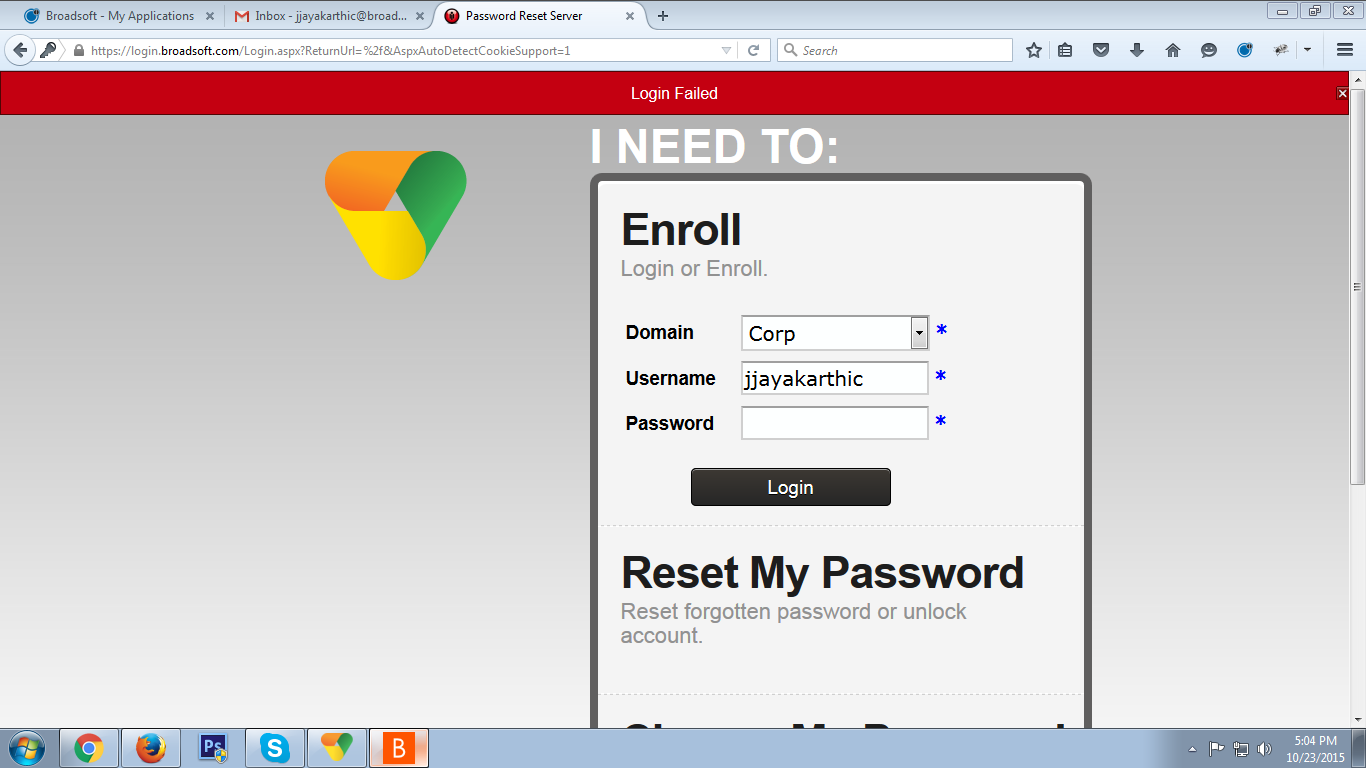 Broadsoft - My Applications
Inbox - jjayakarthic@broad...
Password Reset Server
https://login.broadsoft.com/Login.aspx?ReturnUrl=%2f&AspxAutoDetectCookieSupport=1
Search
Login Failed
I NEED TO:
Enroll
Login or Enroll.
Domain Corp *
Username jjayakarthic *
Password *
Login
Reset My Password
Reset forgotten password or unlock
account.
Ps
S
B
5:04 PM
10/23/2015